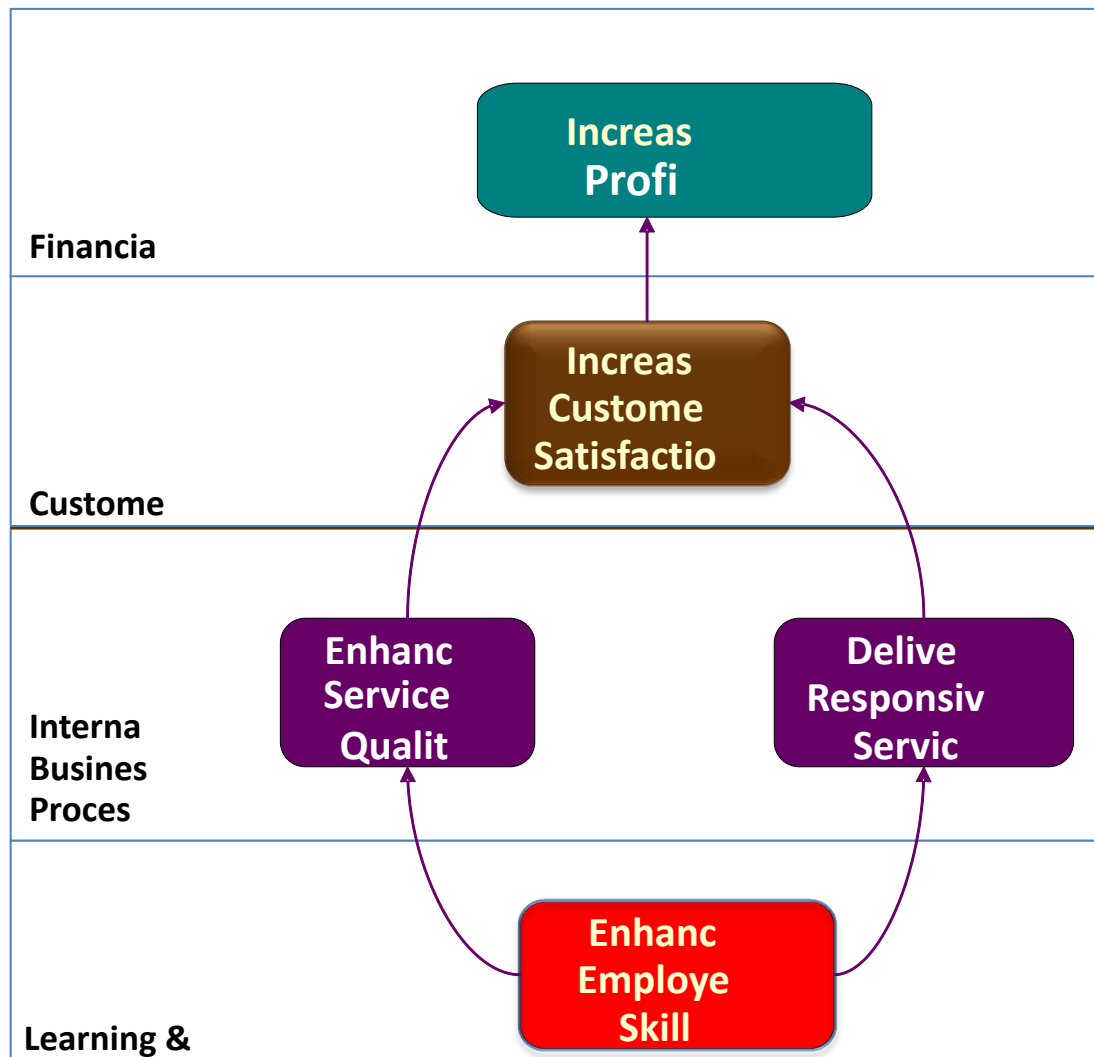 Increas
Profi
Financia
Increas
Custome
Satisfactio
Custome
Enhanc
Service
Qualit
Delive
Responsiv
Servic
Interna
Busines
Proces
Enhanc
Employe
Skill
Learning &